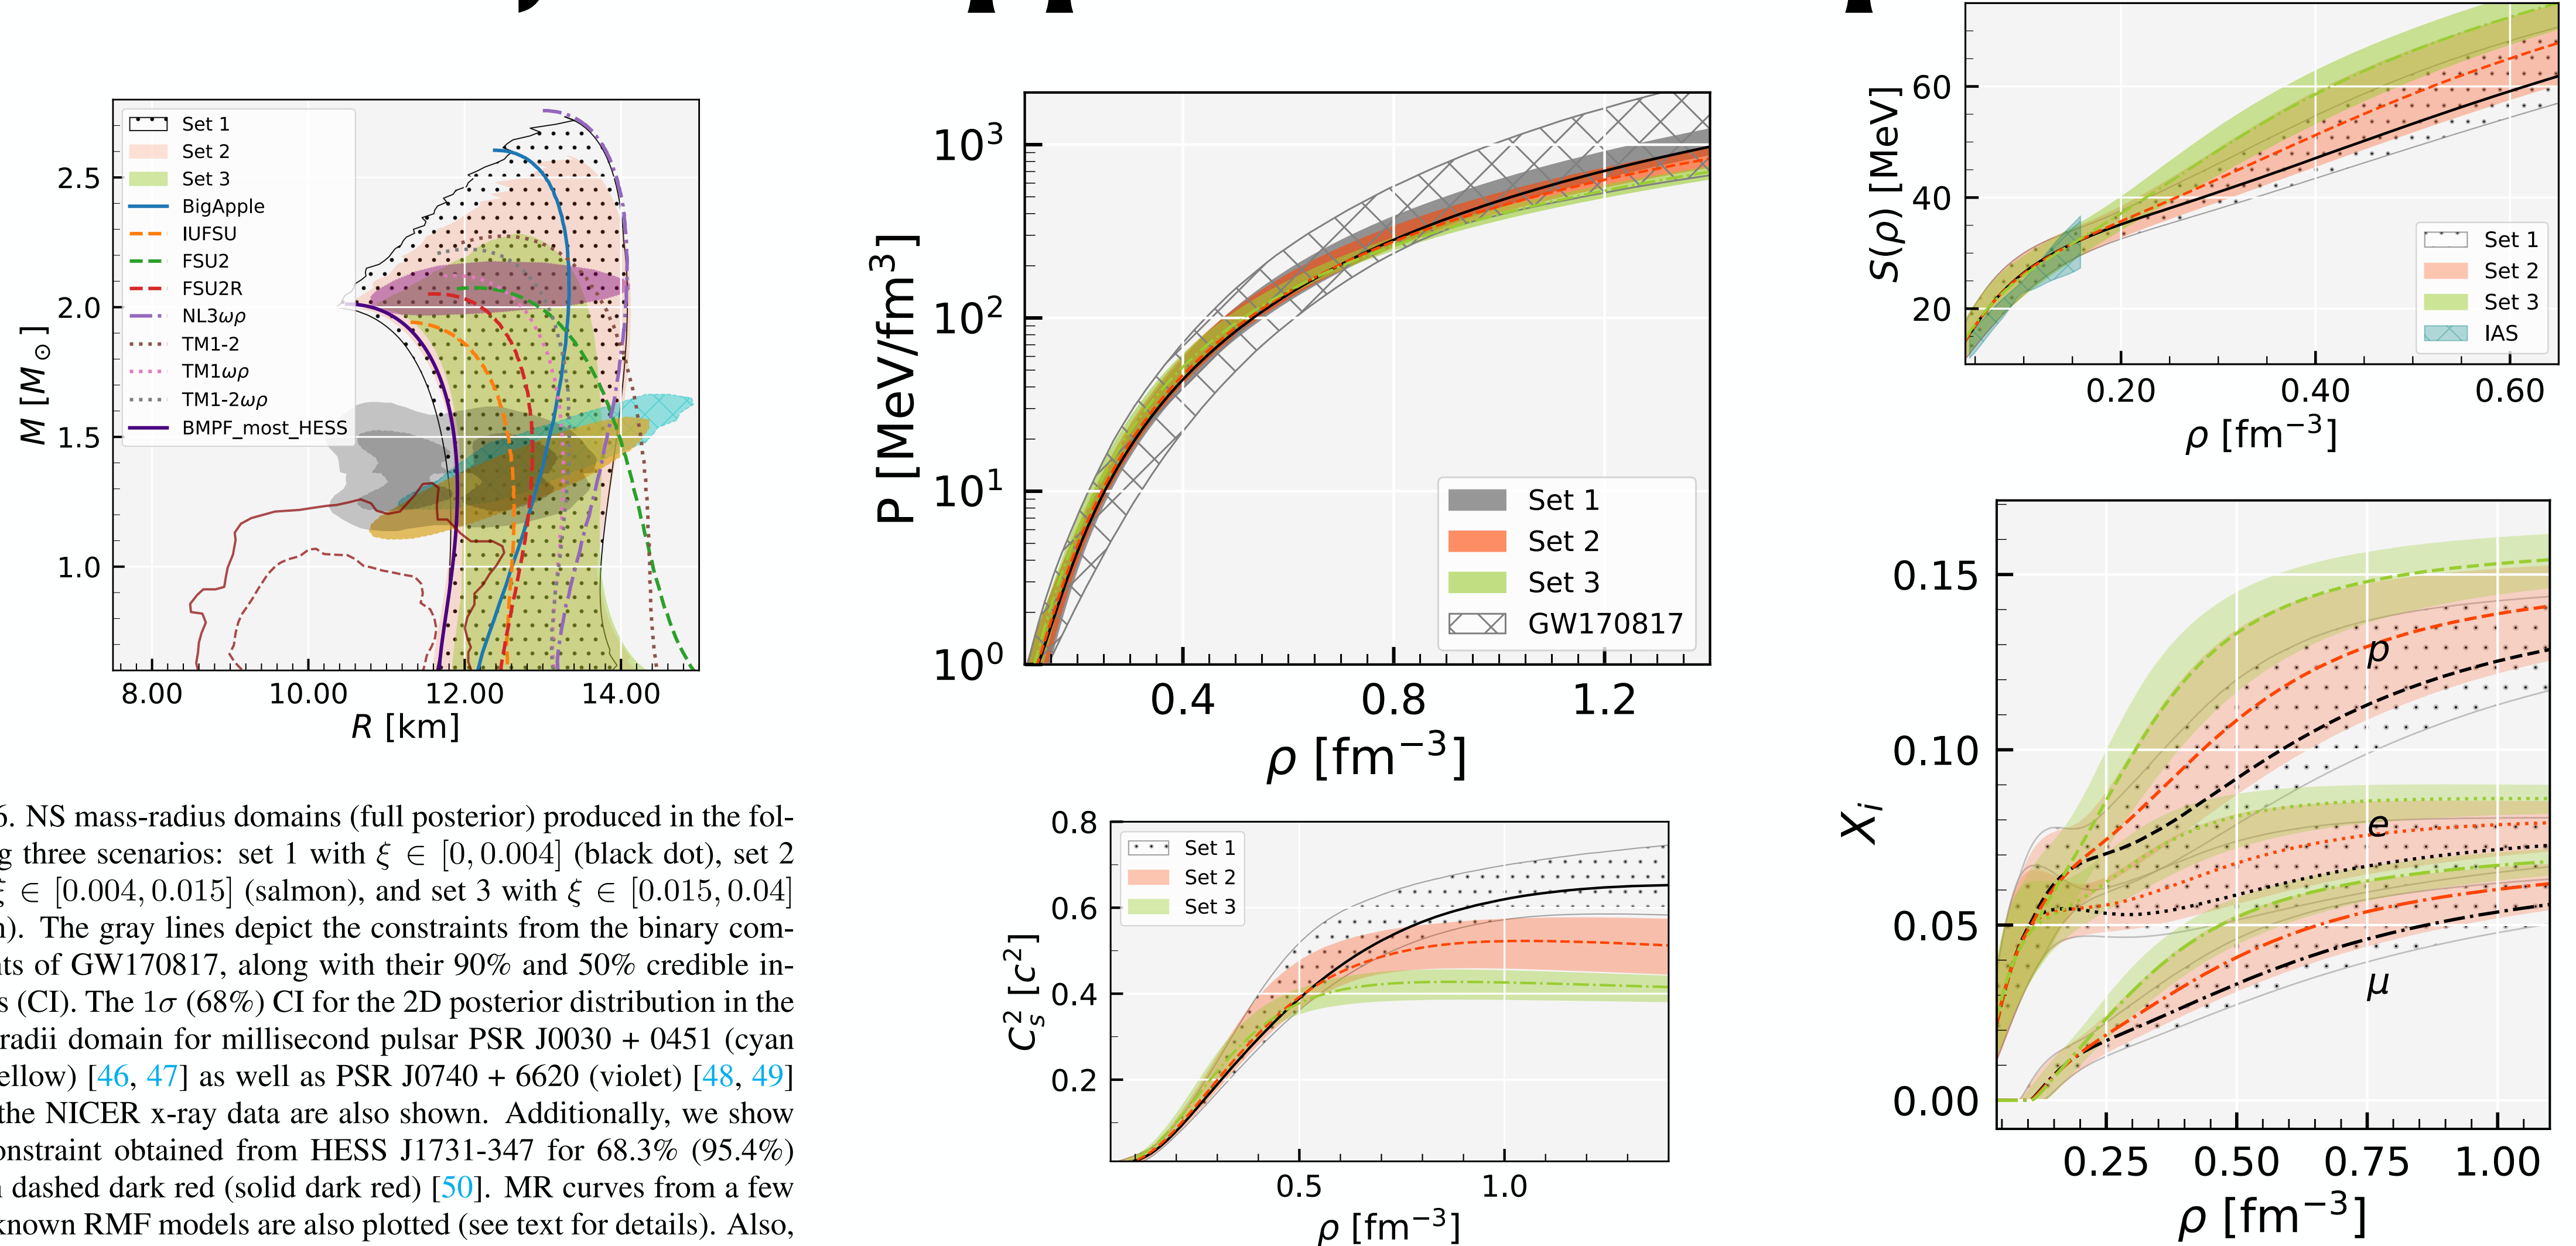 Set 1
Set 2
Set 3
BigApple
IUFSU
FSU2
FSU2R
NL3ωρ
TM1-2
TM1ωρ
TM1-2ωρ
BMPF_most_HESS
2.5
2.0
1.5
1.0
M [M⊙]
8.00 10.00 12.00 14.00
R [km]
6. NS mass-radius domains (full posterior) produced in the fol-
three scenarios: set 1 with ξ ∈ [0, 0.004] (black dot), set 2
ξ ∈ [0.004, 0.015] (salmon), and set 3 with ξ ∈ [0.015, 0.04]
The gray lines depict the constraints from the binary com-
of GW170817, along with their 90% and 50% credible in-
(CI). The 1σ (68%) CI for the 2D posterior distribution in the
radii domain for millisecond pulsar PSR J0030 + 0451 (cyan
ellow) [46, 47] as well as PSR J0740 + 6620 (violet) [48, 49]
the NICER x-ray data are also shown. Additionally, we show
onstraint obtained from HESS J1731-347 for 68.3% (95.4%)
dashed dark red (solid dark red) [50]. MR curves from a few
known RMF models are also plotted (see text for details). Also,
10³
10²
10¹
10⁰
P [MeV/fm³]
Set 1
Set 2
Set 3
GW170817
0.4 0.8 1.2
ρ [fm⁻³]
0.8
0.6
0.4
0.2
C_s² [c²]
Set 1
Set 2
Set 3
0.5 1.0
ρ [fm⁻³]
60
40
20
S(ρ) [MeV]
Set 1
Set 2
Set 3
IAS
0.20 0.40 0.60
ρ [fm⁻³]
0.15
0.10
0.05
0.00
X_i
p
e
μ
0.25 0.50 0.75 1.00
ρ [fm⁻³]